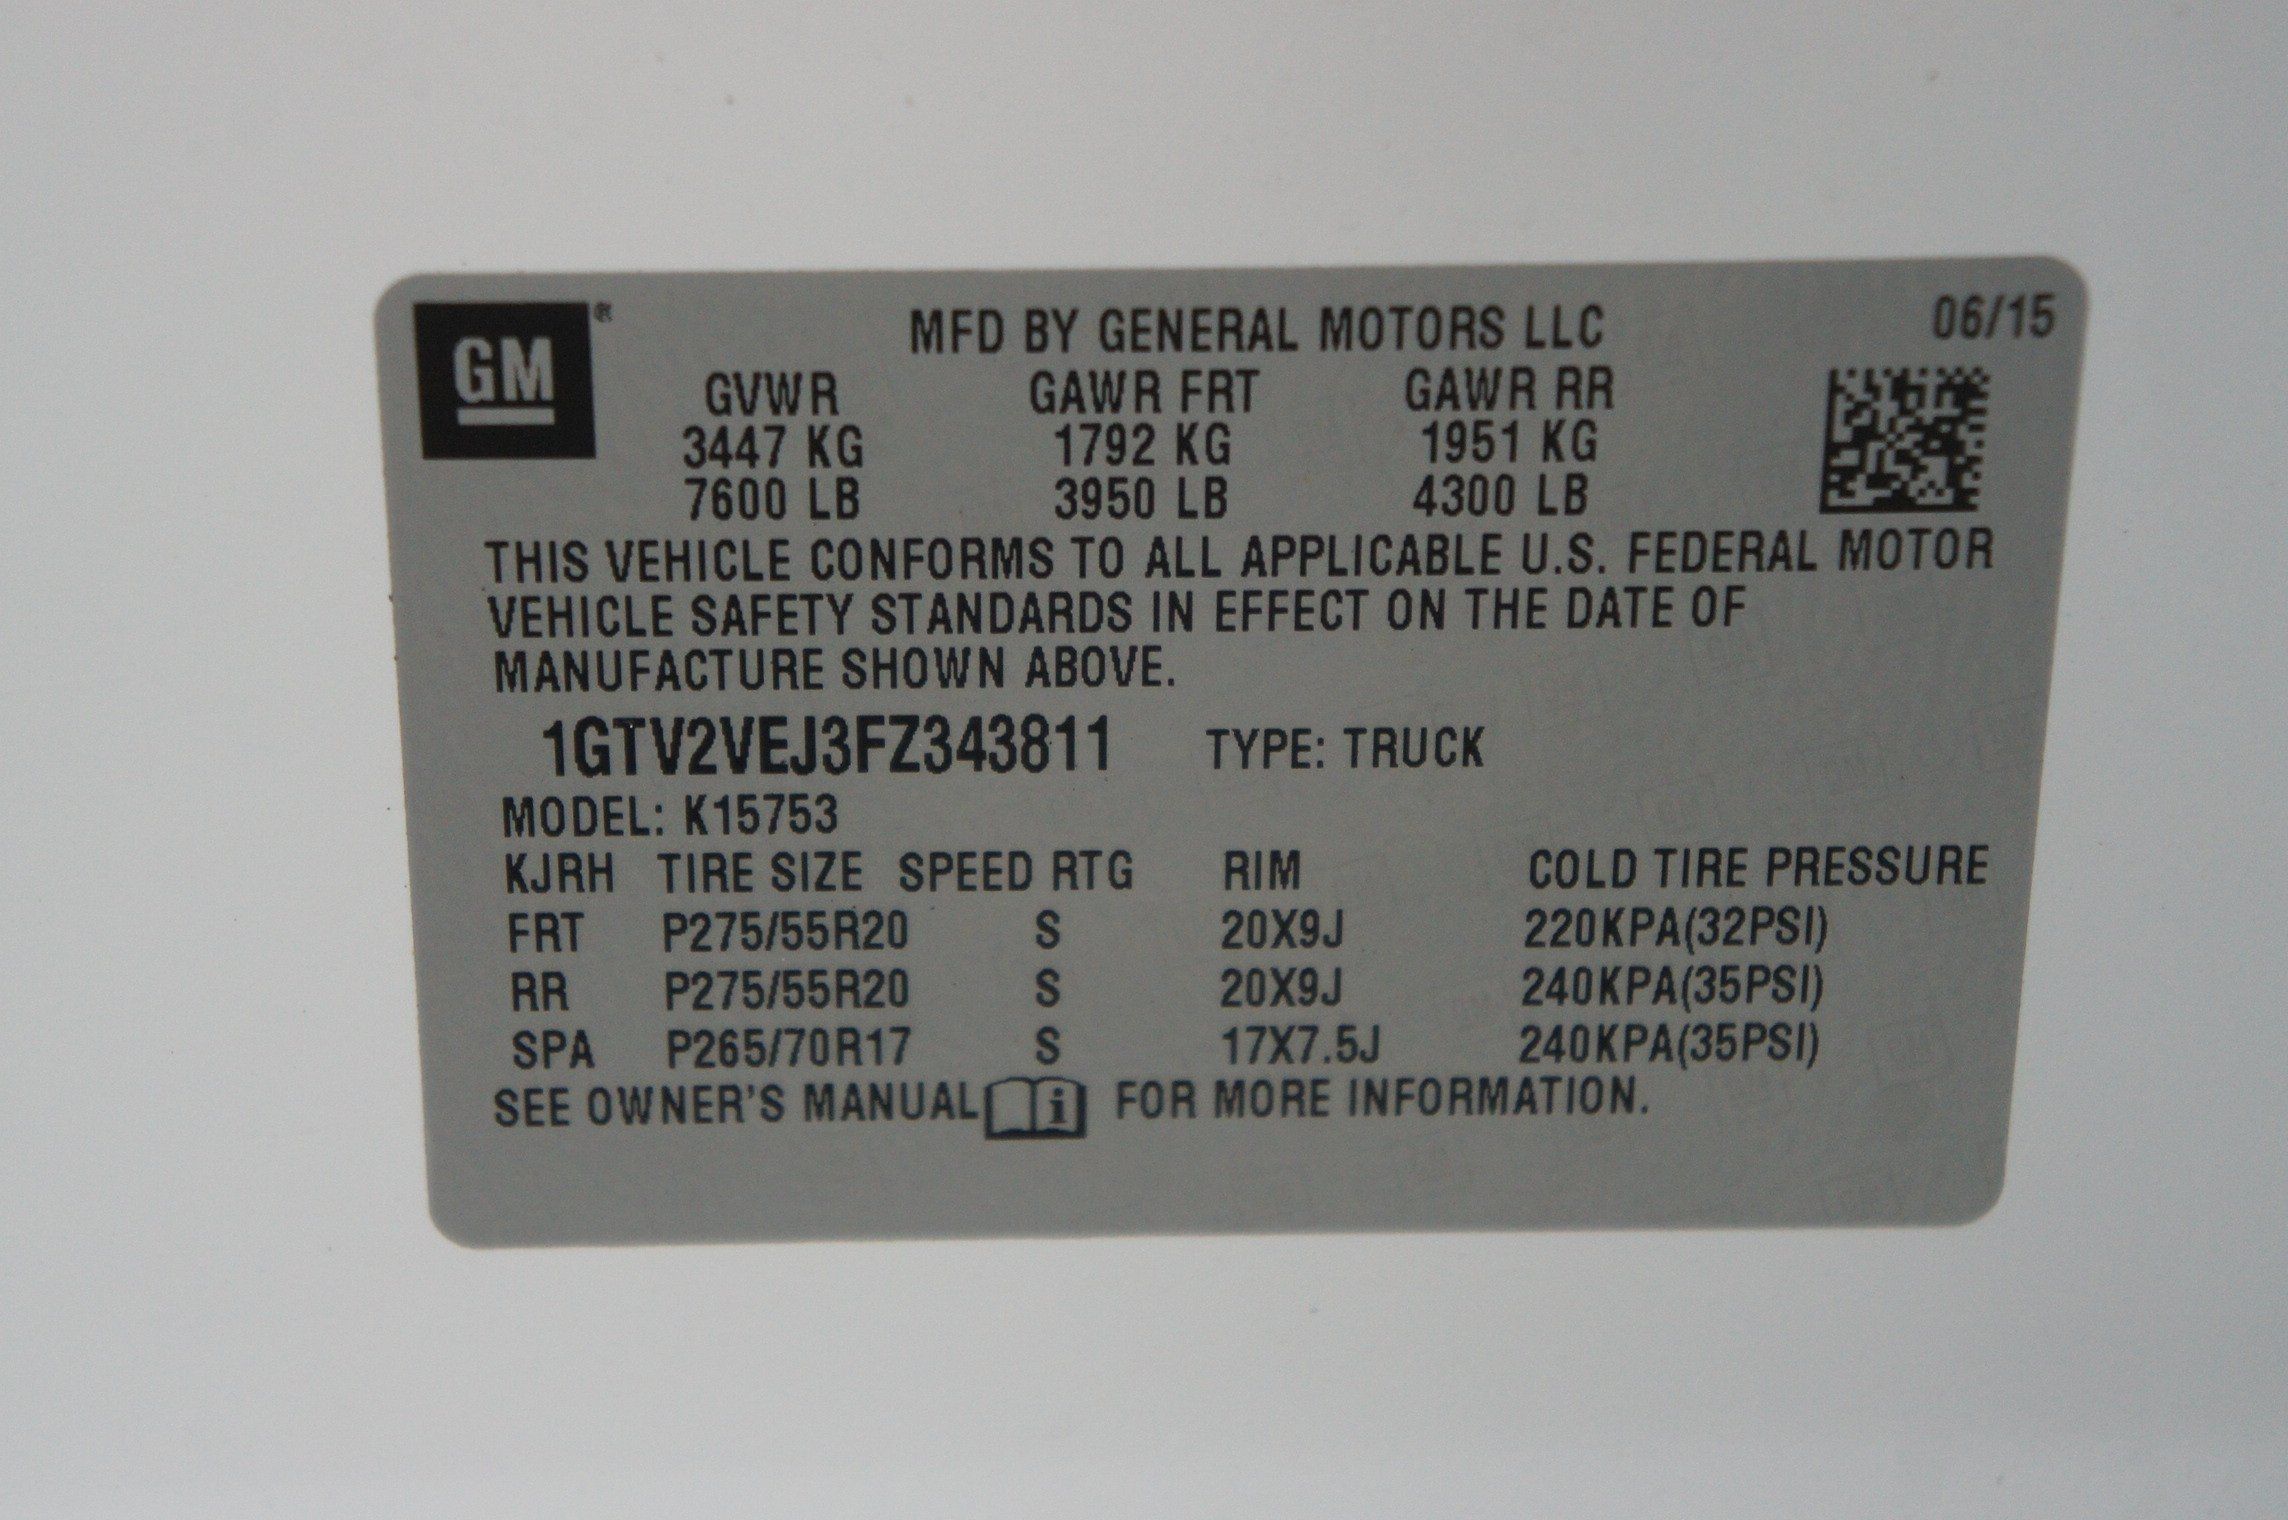 GM®
MFD BY GENERAL MOTORS LLC 06/15
GVWR GAWR FRT GAWR RR
3447 KG 1792 KG 1951 KG
7600 LB 3950 LB 4300 LB
THIS VEHICLE CONFORMS TO ALL APPLICABLE U.S. FEDERAL MOTOR
VEHICLE SAFETY STANDARDS IN EFFECT ON THE DATE OF
MANUFACTURE SHOWN ABOVE.
1GTV2VEJ3FZ343811 TYPE: TRUCK
MODEL: K15753
KJRH TIRE SIZE SPEED RTG RIM COLD TIRE PRESSURE
FRT P275/55R20 S 20X9J 220KPA(32PSI)
RR P275/55R20 S 20X9J 240KPA(35PSI)
SPA P265/70R17 S 17X7.5J 240KPA(35PSI)
SEE OWNER'S MANUAL i FOR MORE INFORMATION.